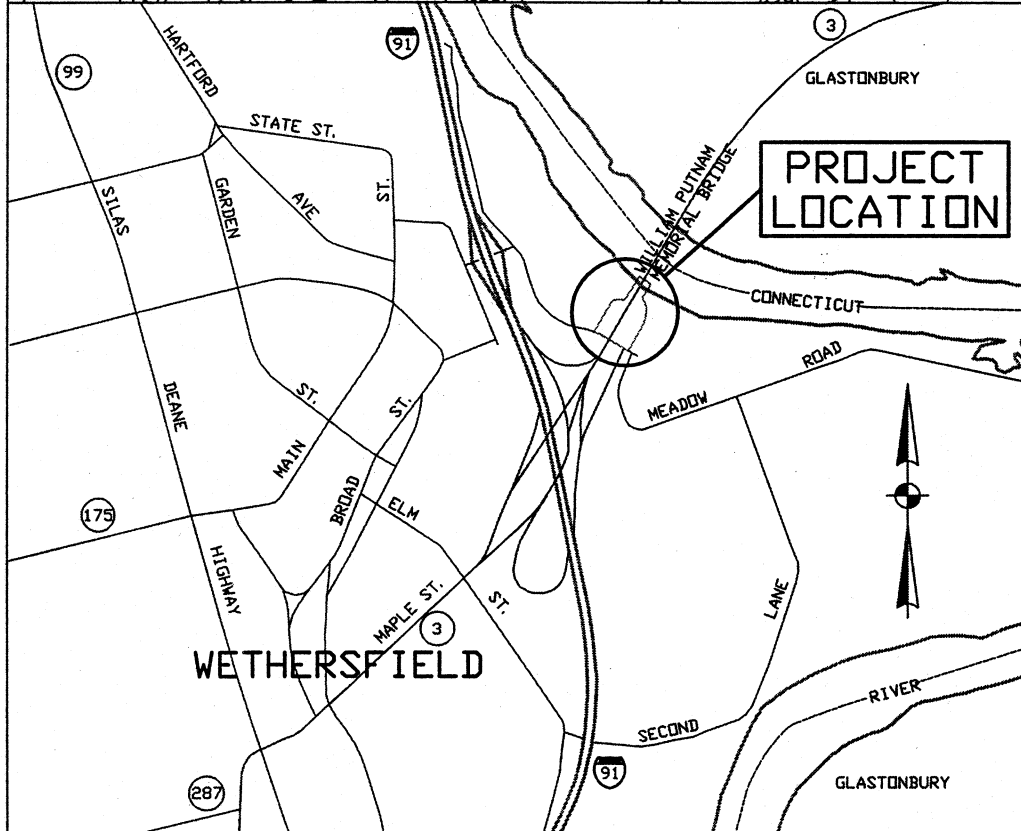 3
91
99
HARTFORD
GLASTONBURY
STATE ST.
PROJECT
LOCATION
WILLIAM PUTNAM
MEMORIAL BRIDGE
ST.
SILAS
GARDEN
AVE
CONNECTICUT
ROAD
MEADOW
DEANE
ST.
ST.
MAIN
BROAD
ELM
175
HIGHWAY
MAPLE ST.
3
ST.
LANE
WETHERSFIELD
RIVER
SECOND
91
287
GLASTONBURY